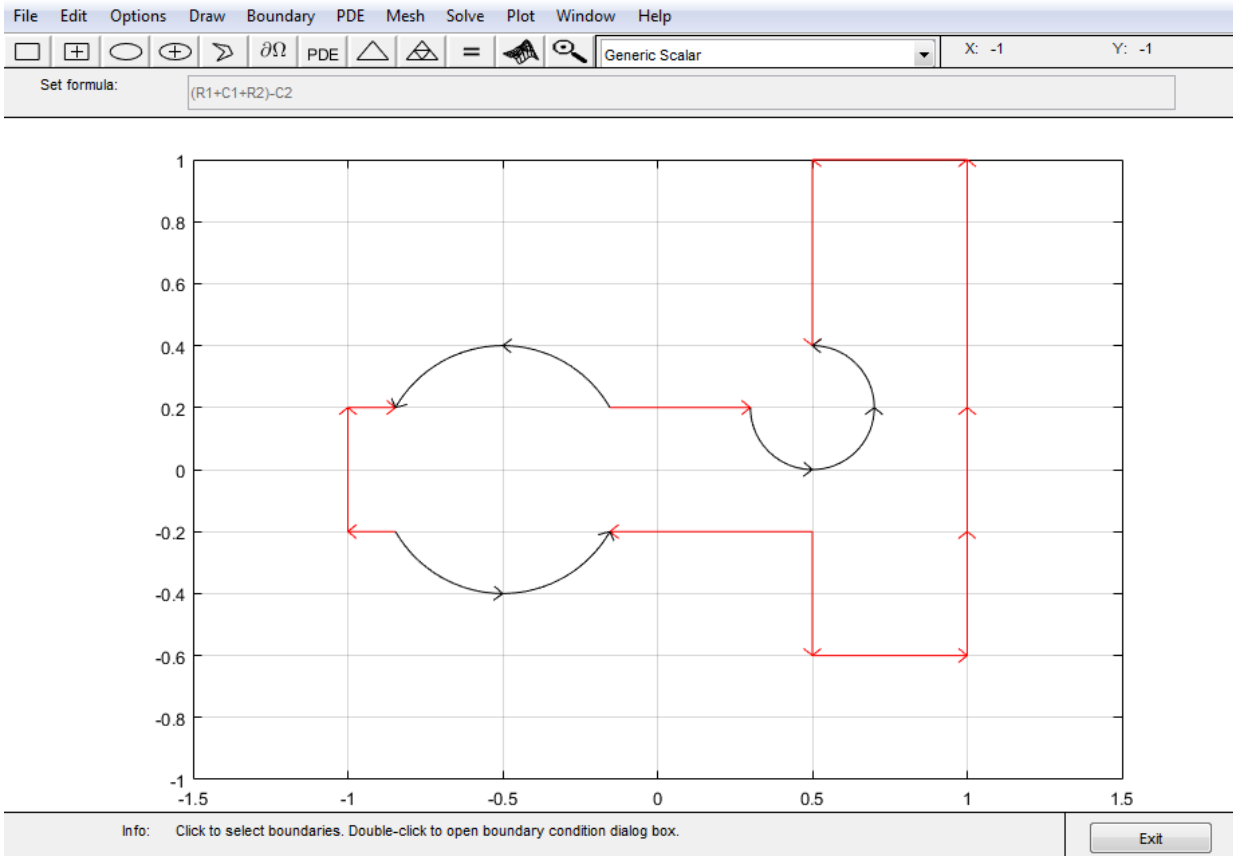 File Edit Options Draw Boundary PDE Mesh Solve Plot Window Help
∂Ω PDE = Generic Scalar X: -1 Y: -1
Set formula: (R1+C1+R2)-C2
1
0.8
0.6
0.4
0.2
0
-0.2
-0.4
-0.6
-0.8
-1
-1.5 -1 -0.5 0 0.5 1 1.5
Info: Click to select boundaries. Double-click to open boundary condition dialog box. Exit